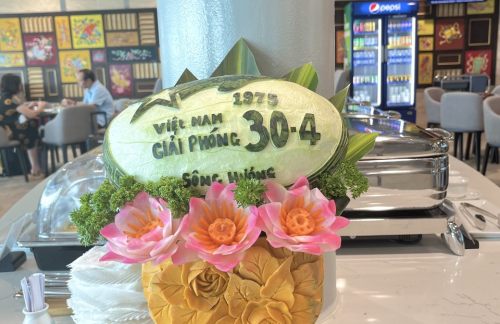 1975
VIỆT NAM
GIẢI PHÓNG 30-4
SÔNG HƯƠNG
pepsi